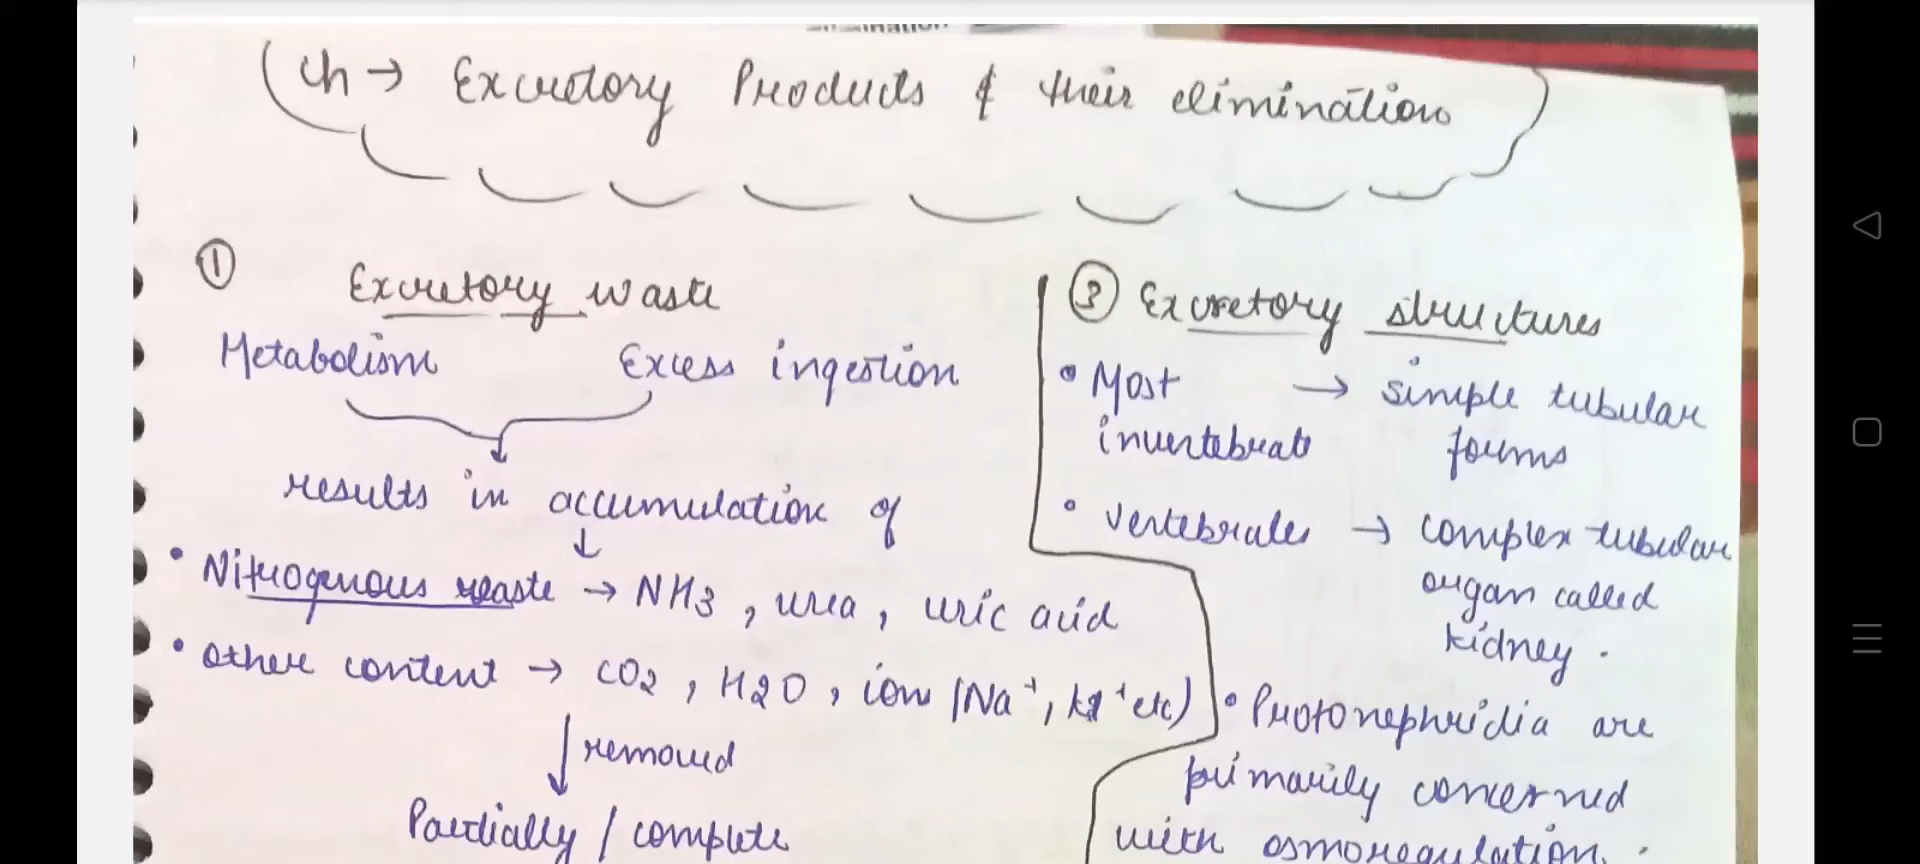 Ch → Excretory Products & their elimination
① Excretory waste
Metabolism Excess ingestion
results in accumulation of
↓
• Nitrogenous waste → NH3, urea, uric acid
• other content → CO2, H2O, ion (Na+, K+ etc)
↓ removed
Partially / complete
③ Excretory structures
• Most → simple tubular
invertebrate forms
• vertebrates → complex tubular
organ called
kidney.
• Protonephridia are
primarily concerned
with osmoregulation.